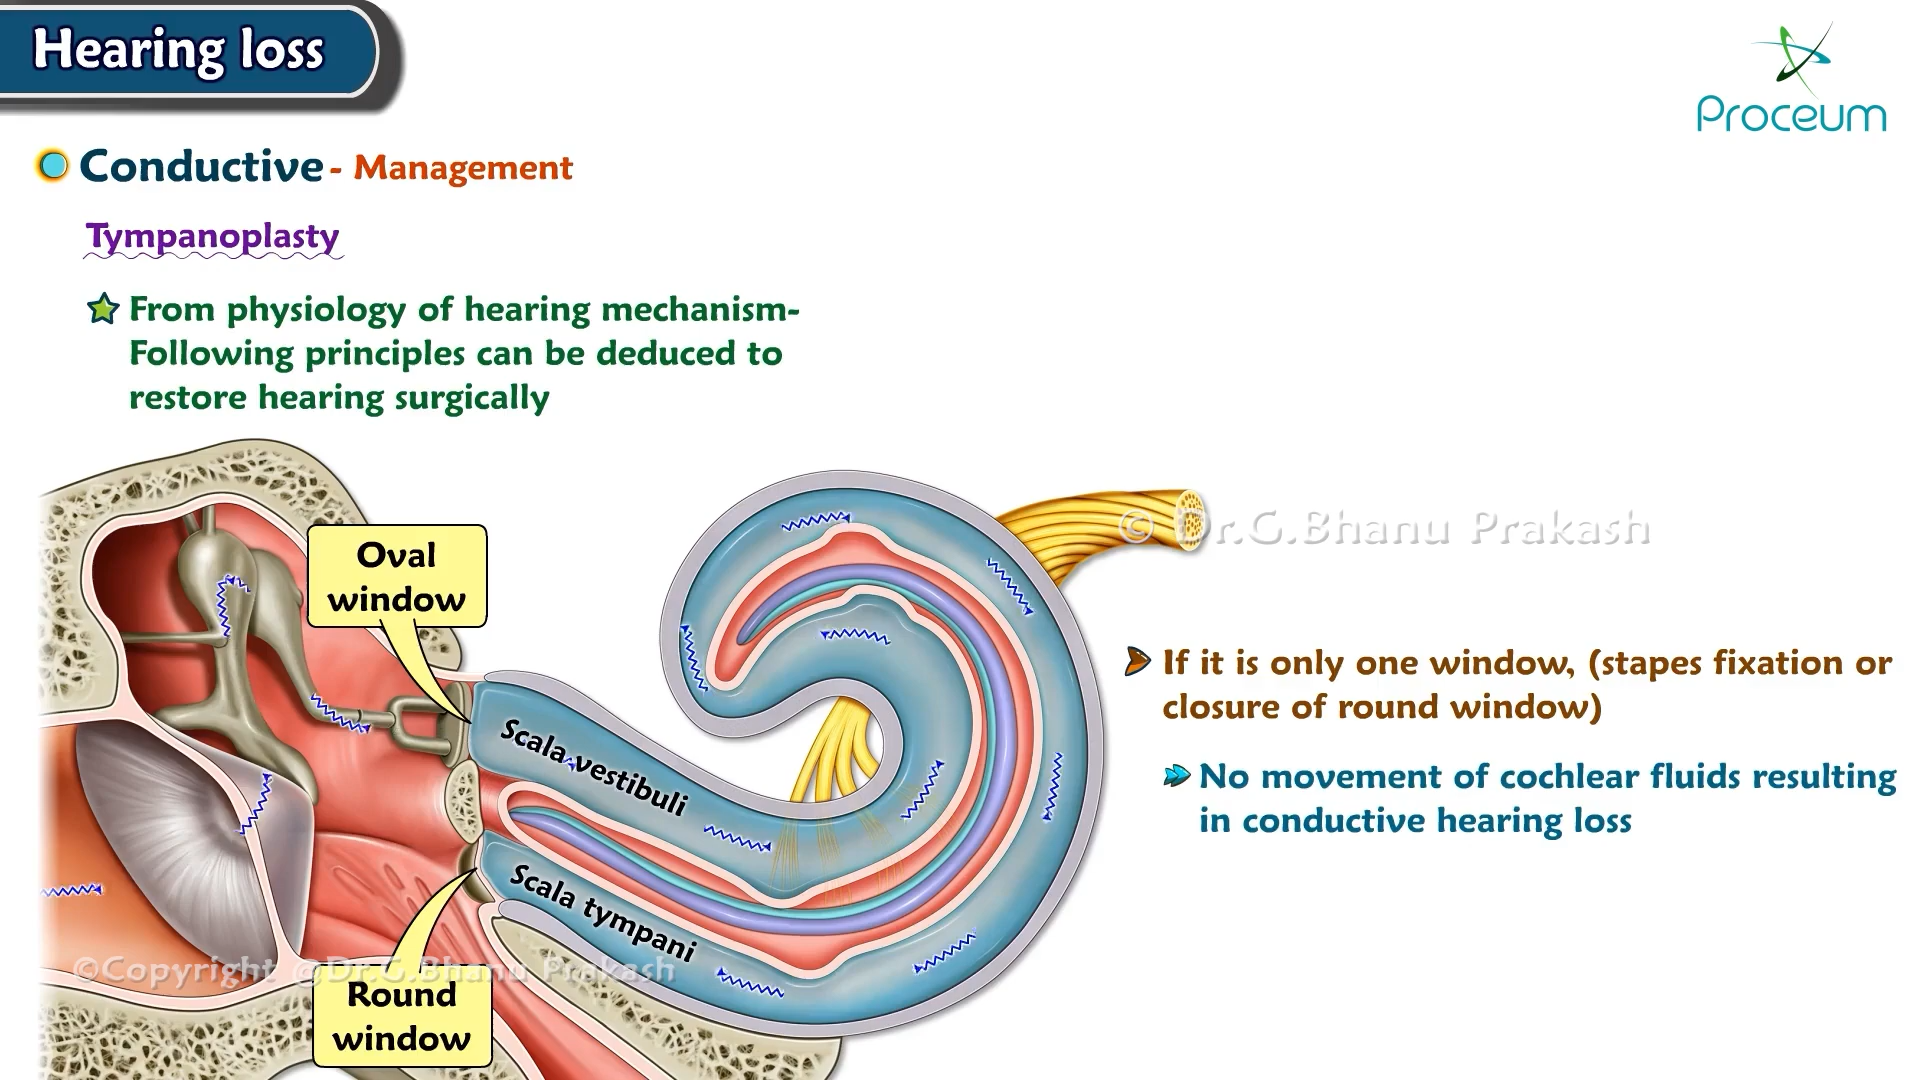 Hearing loss
Proceum
Conductive - Management
Tympanoplasty
From physiology of hearing mechanism-
Following principles can be deduced to
restore hearing surgically
Oval
window
© Dr.G.Bhanu Prakash
If it is only one window, (stapes fixation or
closure of round window)
Scala vestibuli
No movement of cochlear fluids resulting
in conductive hearing loss
Scala tympani
©Copyright @Dr.G.Bhanu Prakash
Round
window